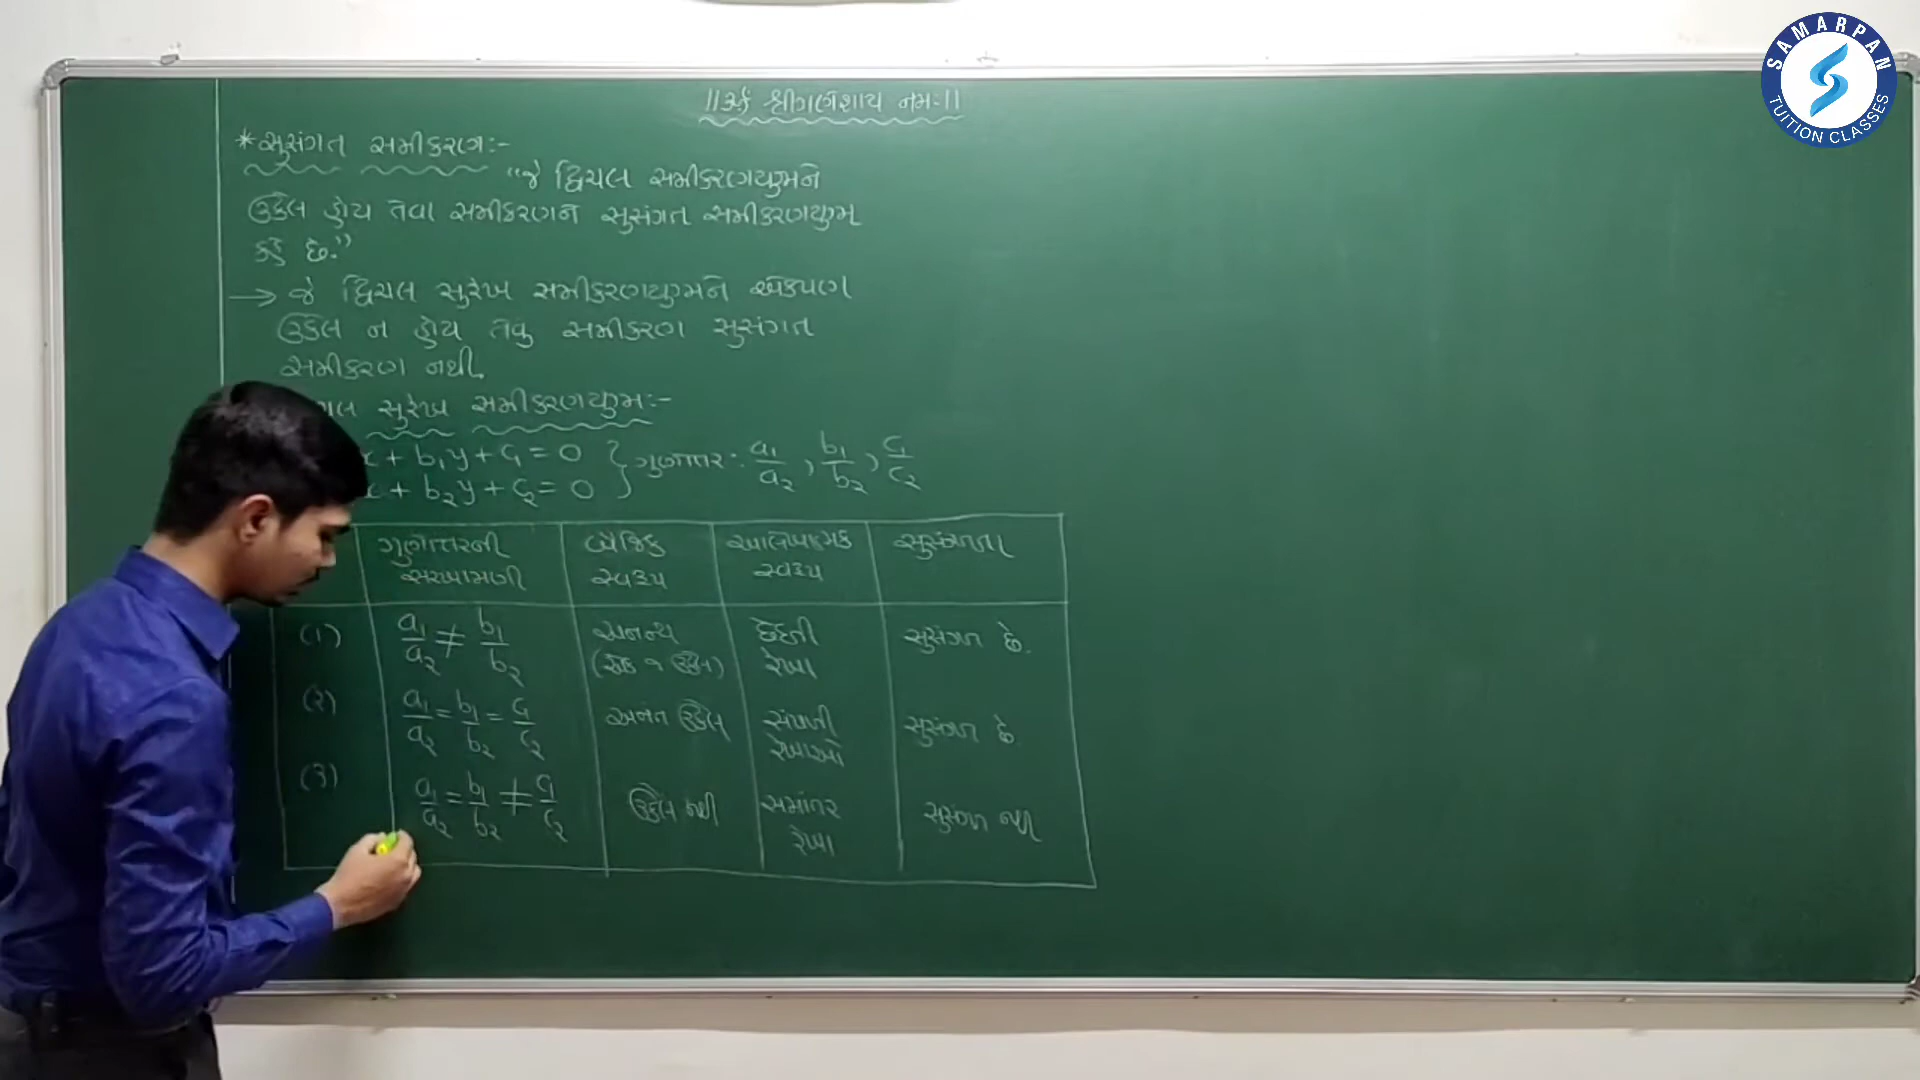 SAMARPAN
TUITION CLASSES
||ૐ શ્રીગણેશાય નમઃ||
*સુસંગત સમીકરણ:-
"જે દ્વિચલ સમીકરણયુગ્મને
ઉકેલ હોય તેવા સમીકરણને સુસંગત સમીકરણયુગ્મ
કહે છે."
→ જે દ્વિચલ સુરેખ સમીકરણયુગ્મને એકપણ
ઉકેલ ન હોય તેવુ સમીકરણ સુસંગત
સમીકરણ નથી.
સુરેખ સમીકરણયુગ્મ:-
x + b₁y + c₁ = 0 } ગુણોત્તર: a₁/a₂, b₁/b₂, c₁/c₂
x + b₂y + c₂ = 0
ગુણોત્તરની સરખામણી બૈજિક સ્વરૂપ આલેખાત્મક સ્વરૂપ સુસંગતતા
(1) a₁/a₂ ≠ b₁/b₂ અનન્ય (એક જ ઉકેલ) છેદતી રેખા સુસંગત છે.
(૨) a₁/a₂ = b₁/b₂ = c₁/c₂ અનંત ઉકેલ સંપાતી રેખાઓ સુસંગત છે
(૩) a₁/a₂ = b₁/b₂ ≠ c₁/c₂ ઉકેલ નથી સમાંતર રેખા સુસંગત નથી